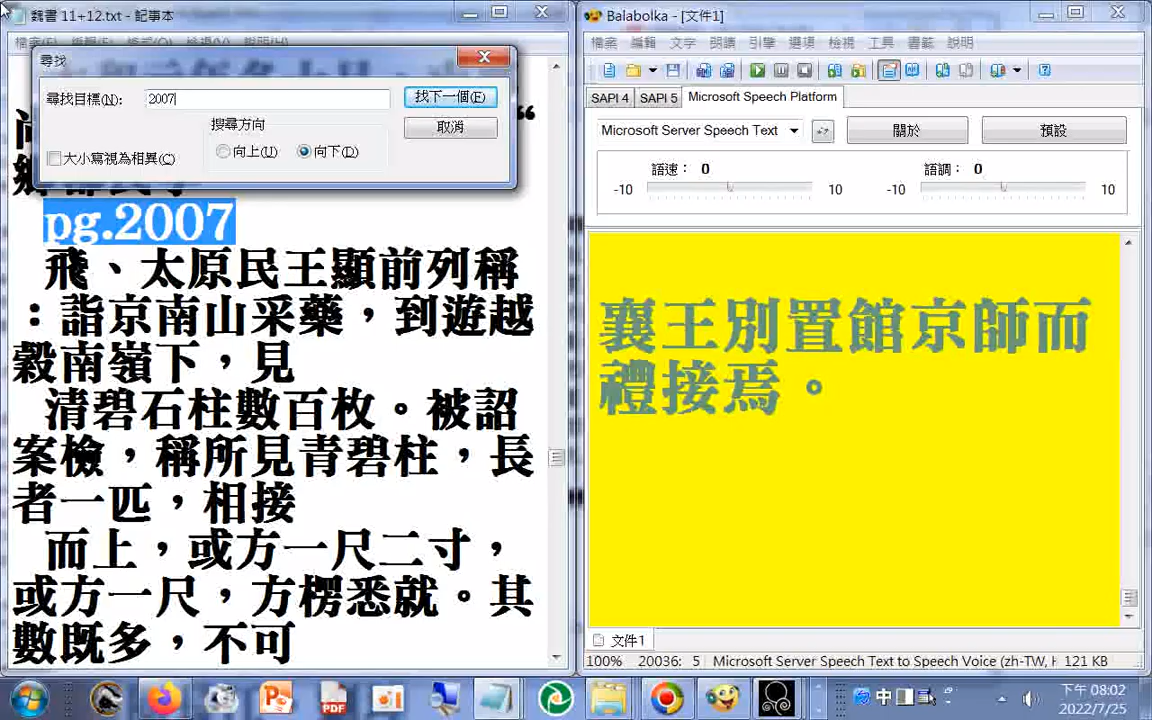 魏書 11+12.txt - 記事本
尋找
尋找目標(N):
2007
找下一個(F)
搜尋方向
取消
大小寫視為相異(C)
向上(U)
向下(D)
pg.2007
飛、太原民王顯前列稱
：詣京南山采藥，到遊越
穀南嶺下，見
清碧石柱數百枚。被詔
案檢，稱所見青碧柱，長
者一匹，相接
而上，或方一尺二寸，
或方一尺，方楞悉就。其
數既多，不可
Balabolka - [文件1]
檔案 編輯 文字 朗讀 引擎 選項 檢視 工具 書籤 說明
SAPI 4 SAPI 5 Microsoft Speech Platform
Microsoft Server Speech Text
關於
預設
語速： 0
語調： 0
-10 10 -10 10
襄王別置館京師而
禮接焉。
文件1
100% 20036: 5 Microsoft Server Speech Text to Speech Voice (zh-TW, H 121 KB
中
下午 08:02
2022/7/25